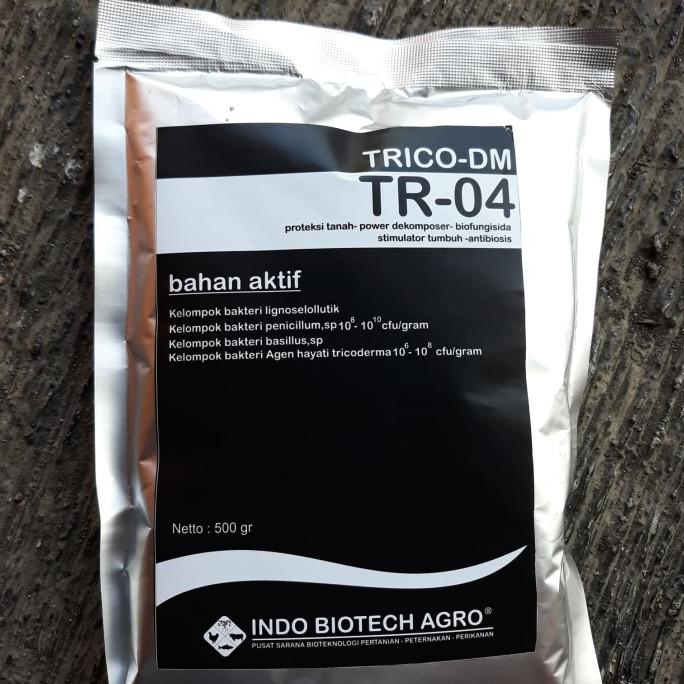 TRICO-DM
TR-04
proteksi tanah- power dekomposer- biofungisida
stimulator tumbuh -antibiosis
bahan aktif
Kelompok bakteri lignoselollutik
Kelompok bakteri penicillum,sp 10⁸- 10¹⁰ cfu/gram
Kelompok bakteri basillus,sp
Kelompok bakteri Agen hayati tricoderma 10⁶- 10⁸ cfu/gram
Netto : 500 gr
INDO BIOTECH AGRO®
PUSAT SARANA BIOTEKNOLOGI PERTANIAN - PETERNAKAN - PERIKANAN